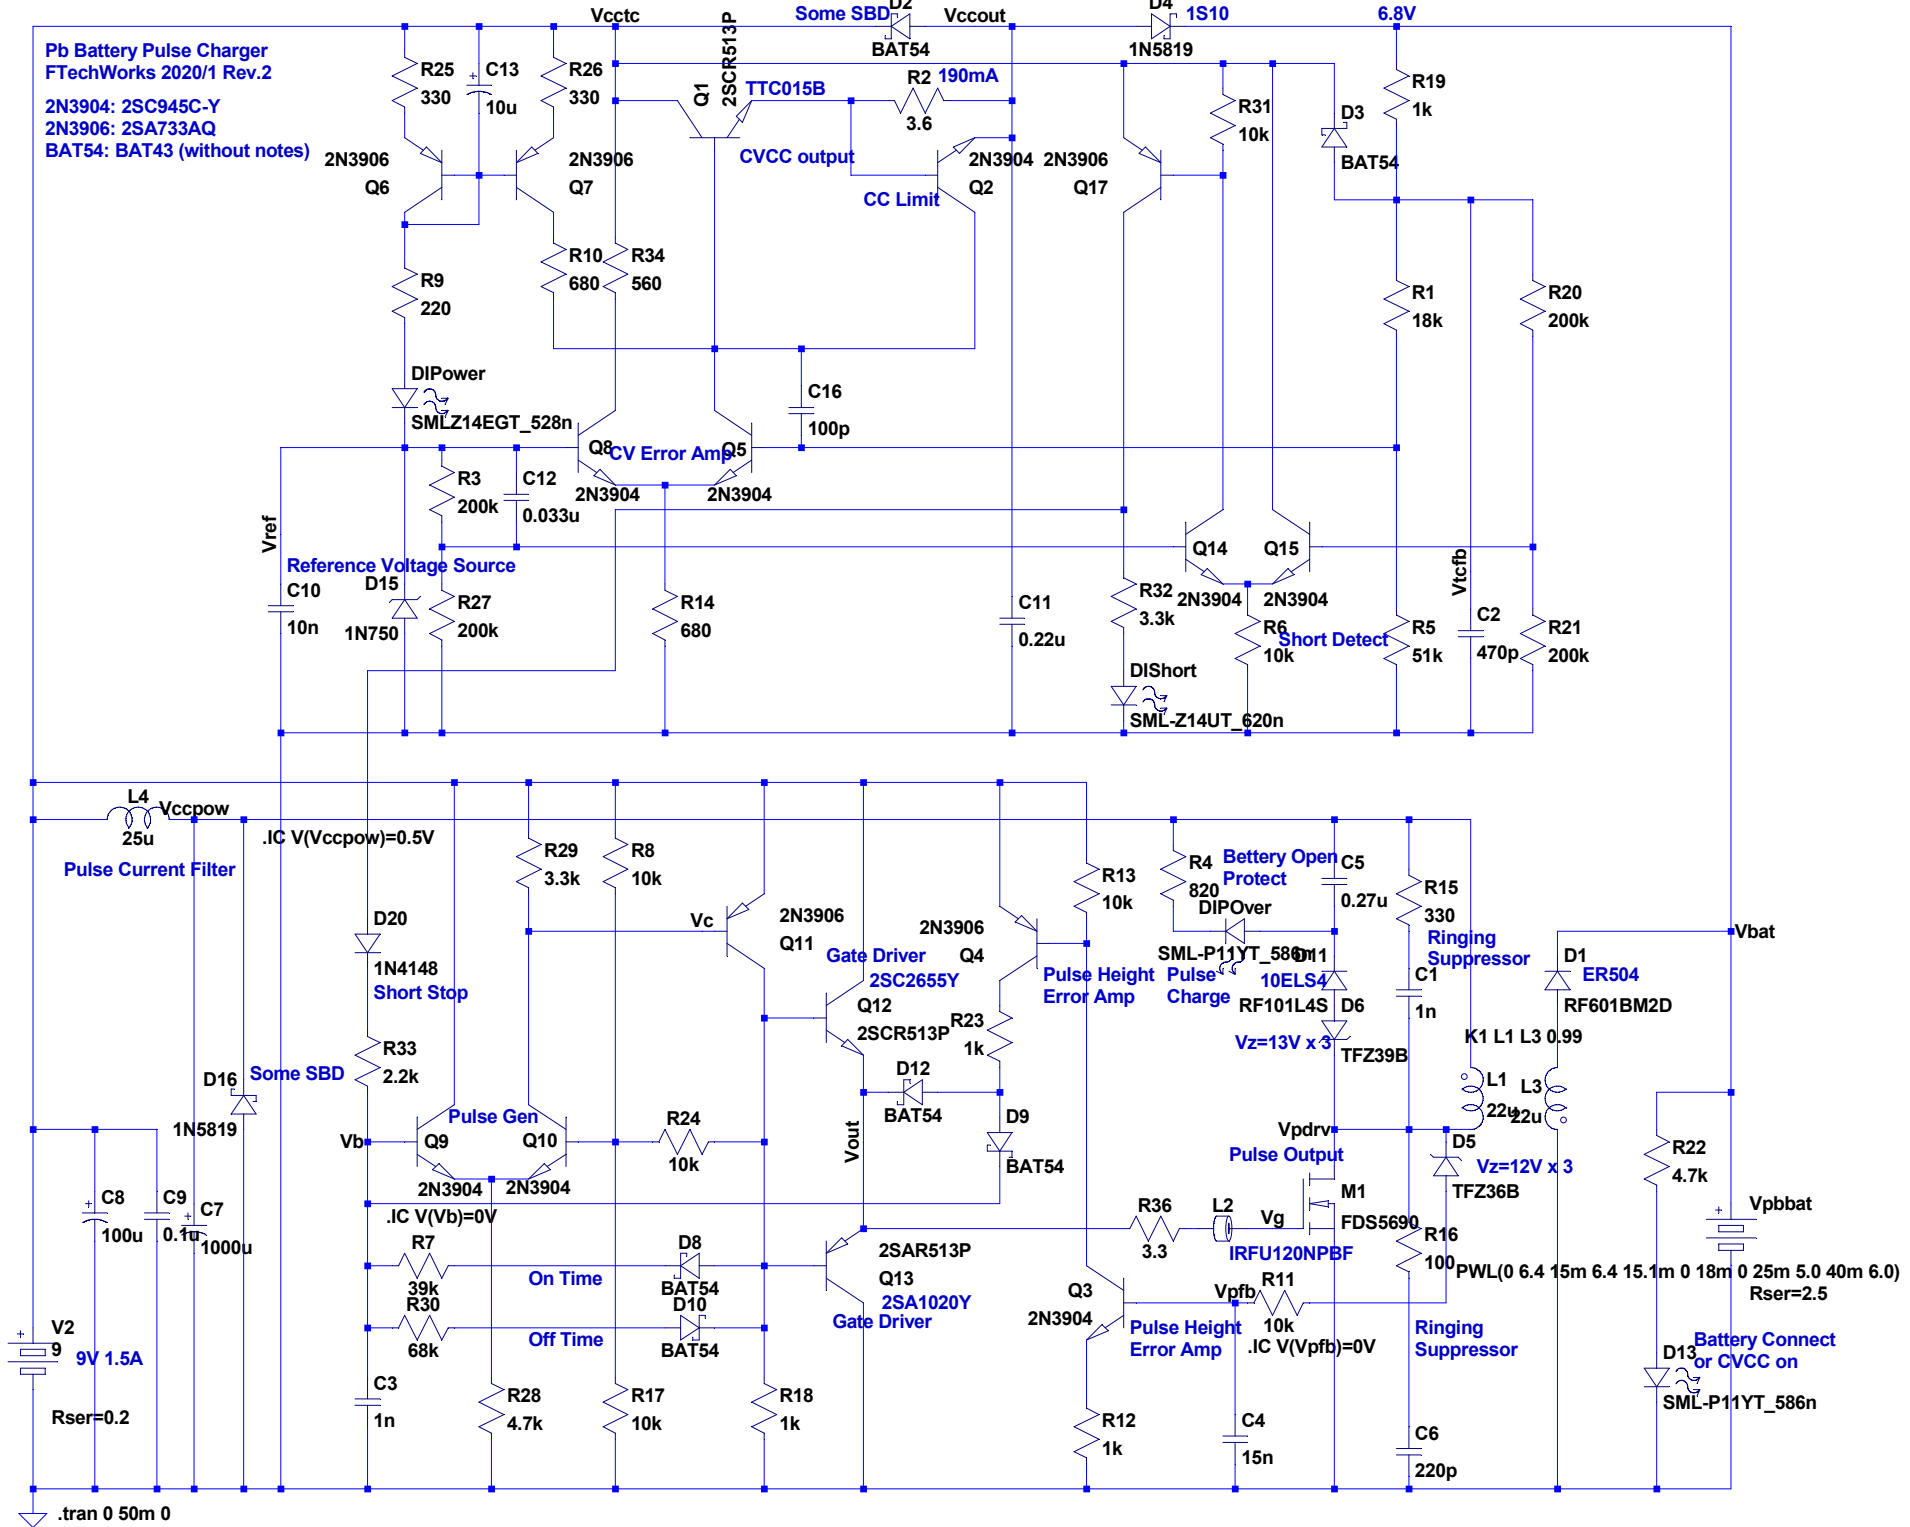 Vcctc
Some SBD
D2
BAT54
Vccout
D4
1S10
1N5819
6.8V
Pb Battery Pulse Charger
FTechWorks 2020/1 Rev.2
2N3904: 2SC945C-Y
2N3906: 2SA733AQ
BAT54: BAT43 (without notes)
R25
330
C13
10u
R26
330
Q1
2SCR513P
TTC015B
R2
190mA
3.6
R31
10k
D3
BAT54
R19
1k
2N3906
Q6
2N3906
Q7
CVCC output
2N3904
Q2
CC Limit
2N3906
Q17
R9
220
R10
680
R34
560
R1
18k
R20
200k
DIPower
SMLZ14EGT_528n
C16
100p
Q8
CV Error Amp
Q5
2N3904
2N3904
R3
200k
C12
0.033u
Vref
Reference Voltage Source
C10
10n
D15
1N750
R27
200k
R14
680
C11
0.22u
Q14
Q15
2N3904
2N3904
R32
3.3k
R6
10k
Short Detect
R5
51k
Vtcfb
C2
470p
R21
200k
DIShort
SML-Z14UT_620n
L4
25u
Vccpow
.IC V(Vccpow)=0.5V
Pulse Current Filter
R29
3.3k
R8
10k
Vc
2N3906
Q11
Gate Driver
2SC2655Y
Q12
2SCR513P
2N3906
Q4
R13
10k
Pulse Height
Error Amp
R4
820
Bettery Open
Protect
DIPOver
SML-P11YT_586n
Pulse
Charge
C5
0.27u
D11
10ELS4
RF101L4S
D6
Vz=13V x 3
TFZ39B
R15
330
Ringing
Suppressor
C1
1n
D1
ER504
RF601BM2D
Vbat
K1 L1 L3 0.99
L1
22u
L3
22u
D20
1N4148
Short Stop
R33
2.2k
D16
Some SBD
1N5819
Vb
Q9
Pulse Gen
Q10
2N3904
2N3904
.IC V(Vb)=0V
R24
10k
R23
1k
D12
BAT54
D9
BAT54
Vout
Vpdrv
Pulse Output
D5
Vz=12V x 3
TFZ36B
R22
4.7k
C8
100u
C9
0.1u
C7
1000u
R7
39k
On Time
D8
BAT54
R30
68k
Off Time
D10
BAT54
2SAR513P
Q13
2SA1020Y
Gate Driver
R36
3.3
L2
Vg
M1
FDS5690
IRFU120NPBF
R16
100
Vpbbat
PWL(0 6.4 15m 6.4 15.1m 0 18m 0 25m 5.0 40m 6.0)
Rser=2.5
Q3
2N3904
Vpfb
R11
10k
.IC V(Vpfb)=0V
Pulse Height
Error Amp
Ringing
Suppressor
V2
9
9V 1.5A
Rser=0.2
C3
1n
R28
4.7k
R17
10k
R18
1k
R12
1k
C4
15n
C6
220p
Battery Connect
or CVCC on
D13
SML-P11YT_586n
.tran 0 50m 0